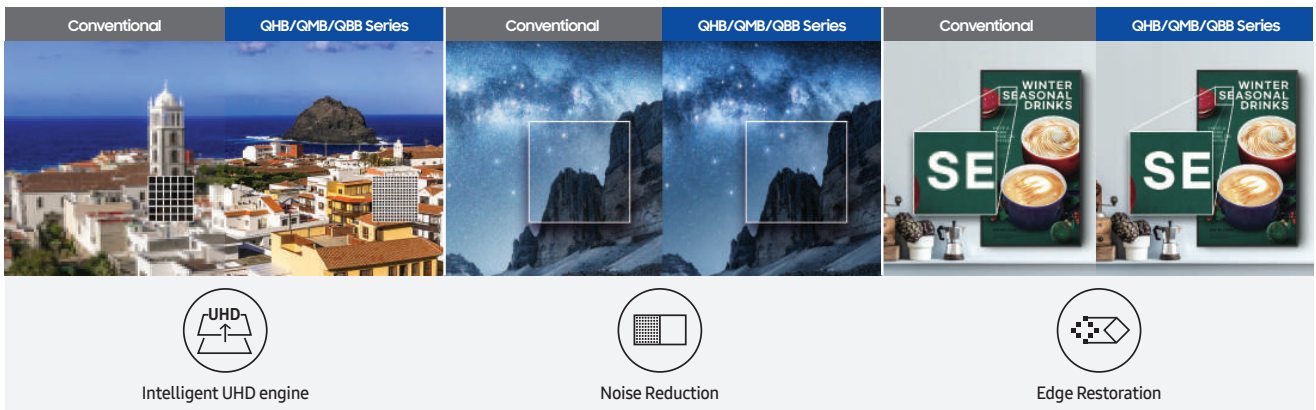 Conventional
QHB/QMB/QBB Series
Conventional
QHB/QMB/QBB Series
Conventional
QHB/QMB/QBB Series
WINTER
SEASONAL
DRINKS
SE
WINTER
SEASONAL
DRINKS
SE
UHD
Intelligent UHD engine
Noise Reduction
Edge Restoration